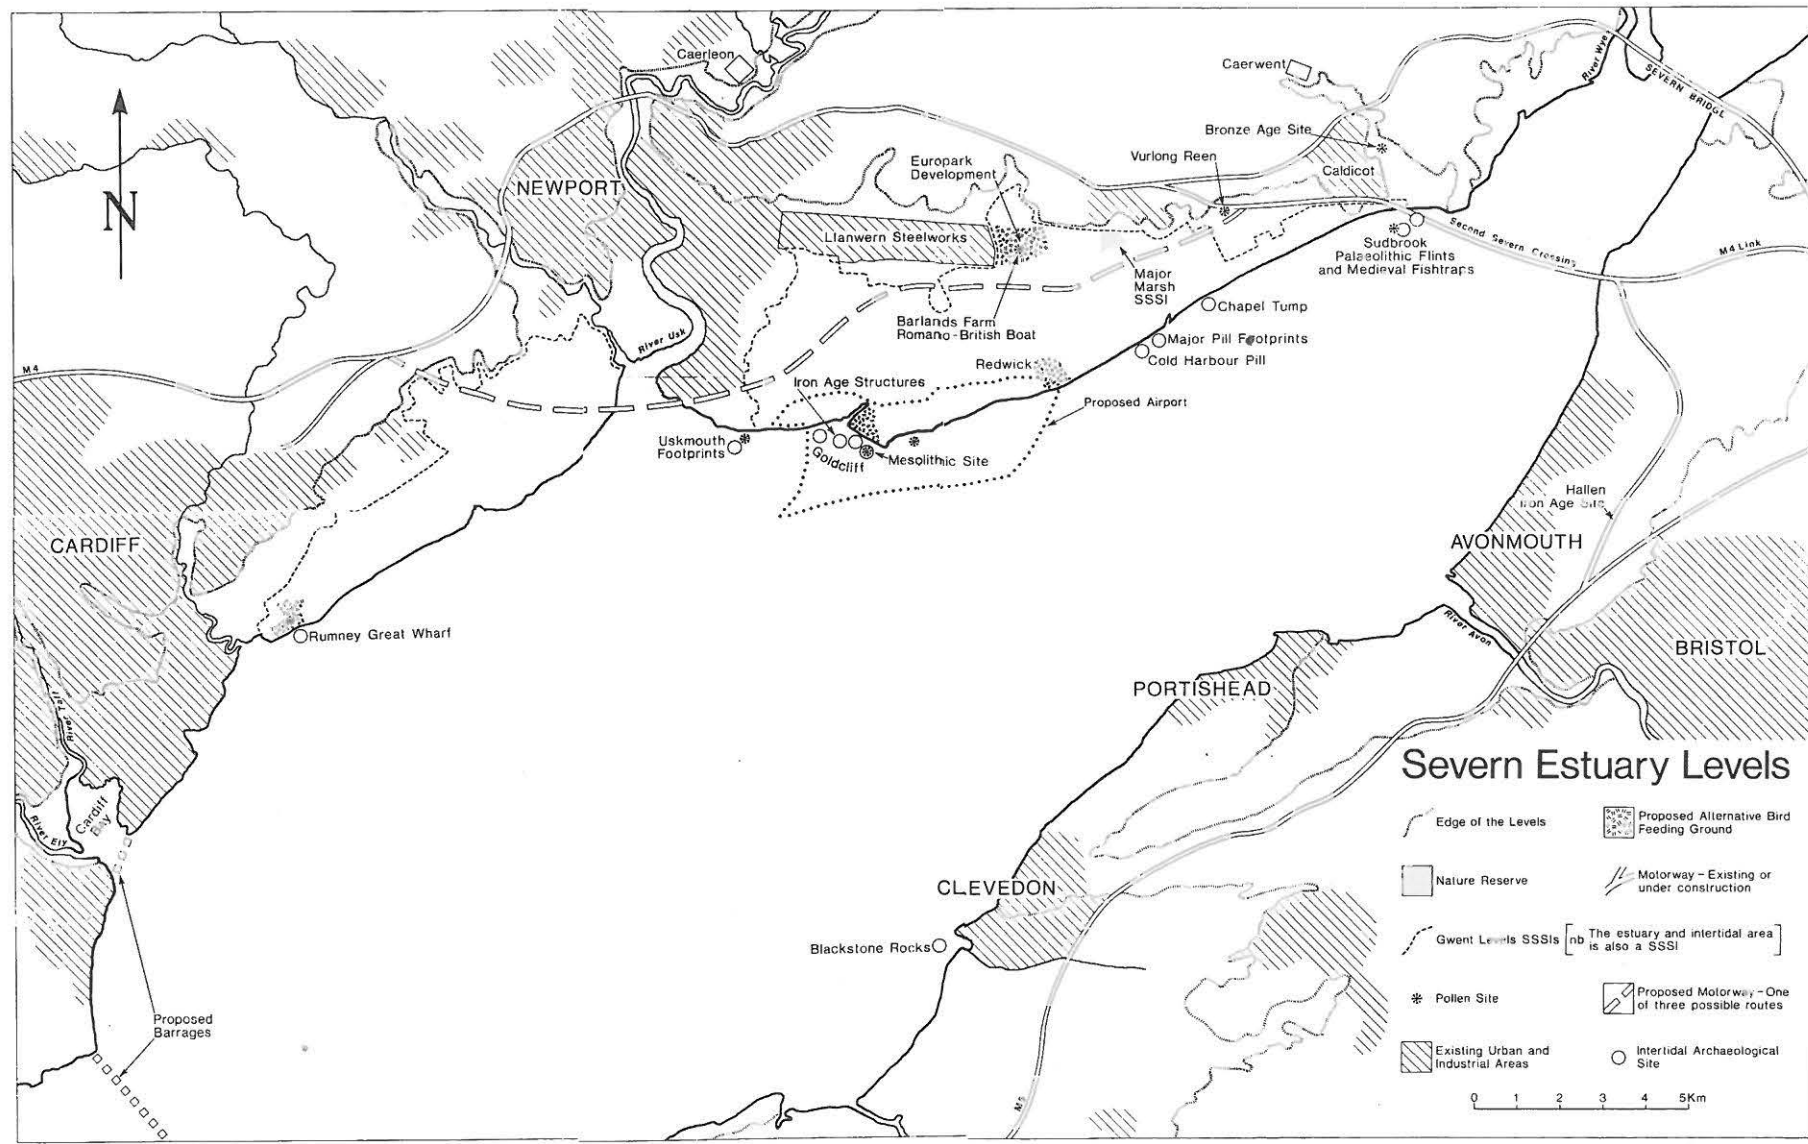 Caerleon
Caerwent
River Wye
SEVERN BRIDGE
Bronze Age Site
Vurlong Reen
Europark
Development
Caldicot
NEWPORT
N
Llanwern Steelworks
Second Severn Crossing
M4 Link
Sudbrook
Palaeolithic Flints
and Medieval Fishtraps
Major
Marsh
SSSI
Chapel Tump
Barlands Farm
Romano-British Boat
River Usk
Major Pill Footprints
Cold Harbour Pill
M4
Redwick
Iron Age Structures
Proposed Airport
Uskmouth
Footprints
Goldcliff
Mesolithic Site
Hallen
Iron Age Site
CARDIFF
AVONMOUTH
River Avon
Rumney Great Wharf
BRISTOL
PORTISHEAD
River Taff
Severn Estuary Levels
Cardiff
Bay
River Ely
Edge of the Levels
Proposed Alternative Bird
Feeding Ground
CLEVEDON
Nature Reserve
Motorway - Existing or
under construction
Blackstone Rocks
Gwent Levels SSSIs [nb The estuary and intertidal area
is also a SSSI]
Pollen Site
Proposed Motorway - One
of three possible routes
Proposed
Barrages
Existing Urban and
Industrial Areas
Intertidal Archaeological
Site
M5
0 1 2 3 4 5Km